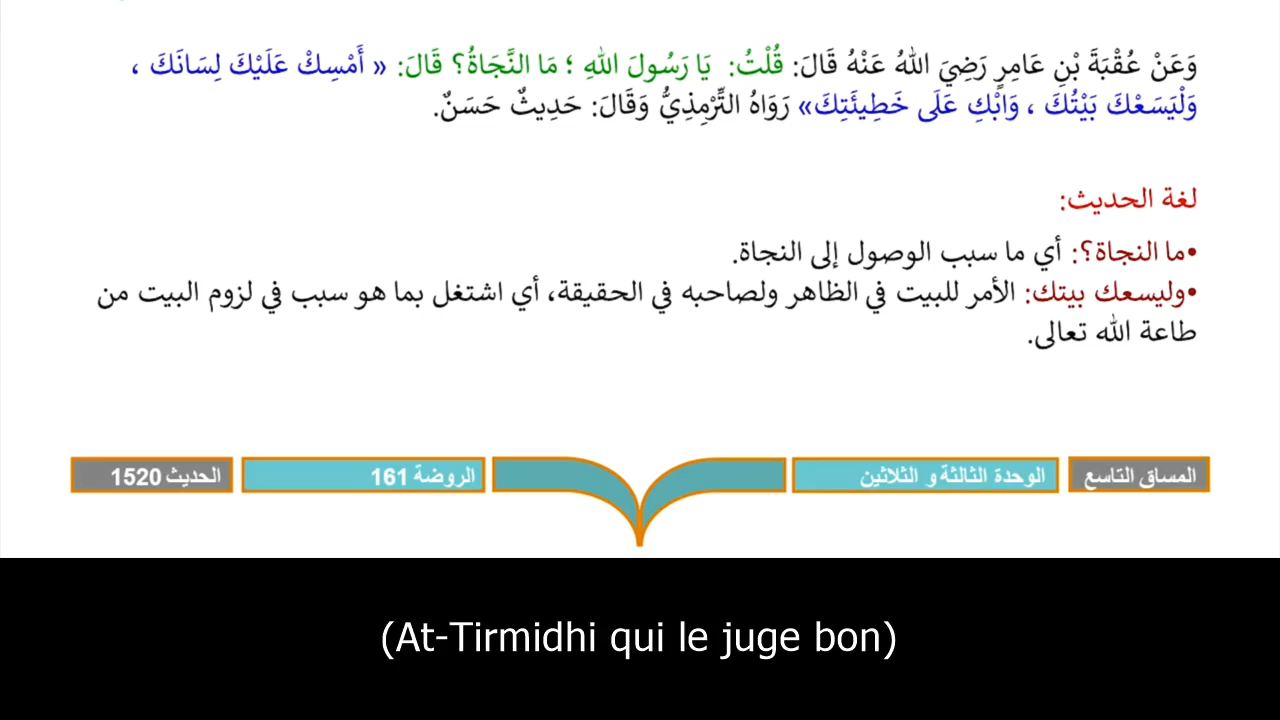 وَعَنْ عُقْبَةَ بْنِ عَامِرٍ رَضِيَ اللهُ عَنْهُ قَالَ: قُلْتُ: يَا رَسُولَ اللهِ ؛ مَا النَّجَاةُ؟ قَالَ: « أَمْسِكْ عَلَيْكَ لِسَانَكَ ،
وَلْيَسَعْكَ بَيْتُكَ ، وَابْكِ عَلَى خَطِيئَتِكَ» رَوَاهُ التِّرْمِذِيُّ وَقَالَ: حَدِيثٌ حَسَنٌ.
لغة الحديث:
•ما النجاة؟: أي ما سبب الوصول إلى النجاة.
•وليسعك بيتك: الأمر للبيت في الظاهر ولصاحبه في الحقيقة، أي اشتغل بما هو سبب في لزوم البيت من
طاعة الله تعالى.
المساق التاسع الوحدة الثالثة و الثلاثين الروضة 161 الحديث 1520
(At-Tirmidhi qui le juge bon)